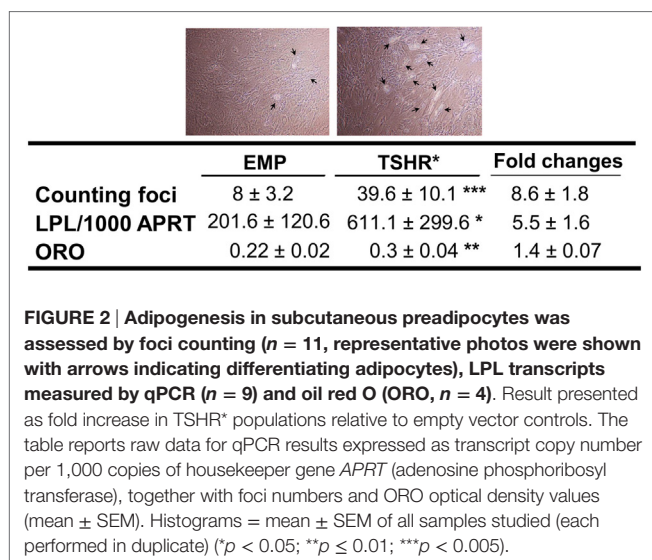 EMP TSHR* Fold changes
Counting foci 8 ± 3.2 39.6 ± 10.1 *** 8.6 ± 1.8
LPL/1000 APRT 201.6 ± 120.6 611.1 ± 299.6 * 5.5 ± 1.6
ORO 0.22 ± 0.02 0.3 ± 0.04 ** 1.4 ± 0.07
FIGURE 2 | Adipogenesis in subcutaneous preadipocytes was
assessed by foci counting (n = 11, representative photos were shown
with arrows indicating differentiating adipocytes), LPL transcripts
measured by qPCR (n = 9) and oil red O (ORO, n = 4). Result presented
as fold increase in TSHR* populations relative to empty vector controls. The
table reports raw data for qPCR results expressed as transcript copy number
per 1,000 copies of housekeeper gene APRT (adenosine phosphoribosyl
transferase), together with foci numbers and ORO optical density values
(mean ± SEM). Histograms = mean ± SEM of all samples studied (each
performed in duplicate) (*p < 0.05; **p ≤ 0.01; ***p < 0.005).